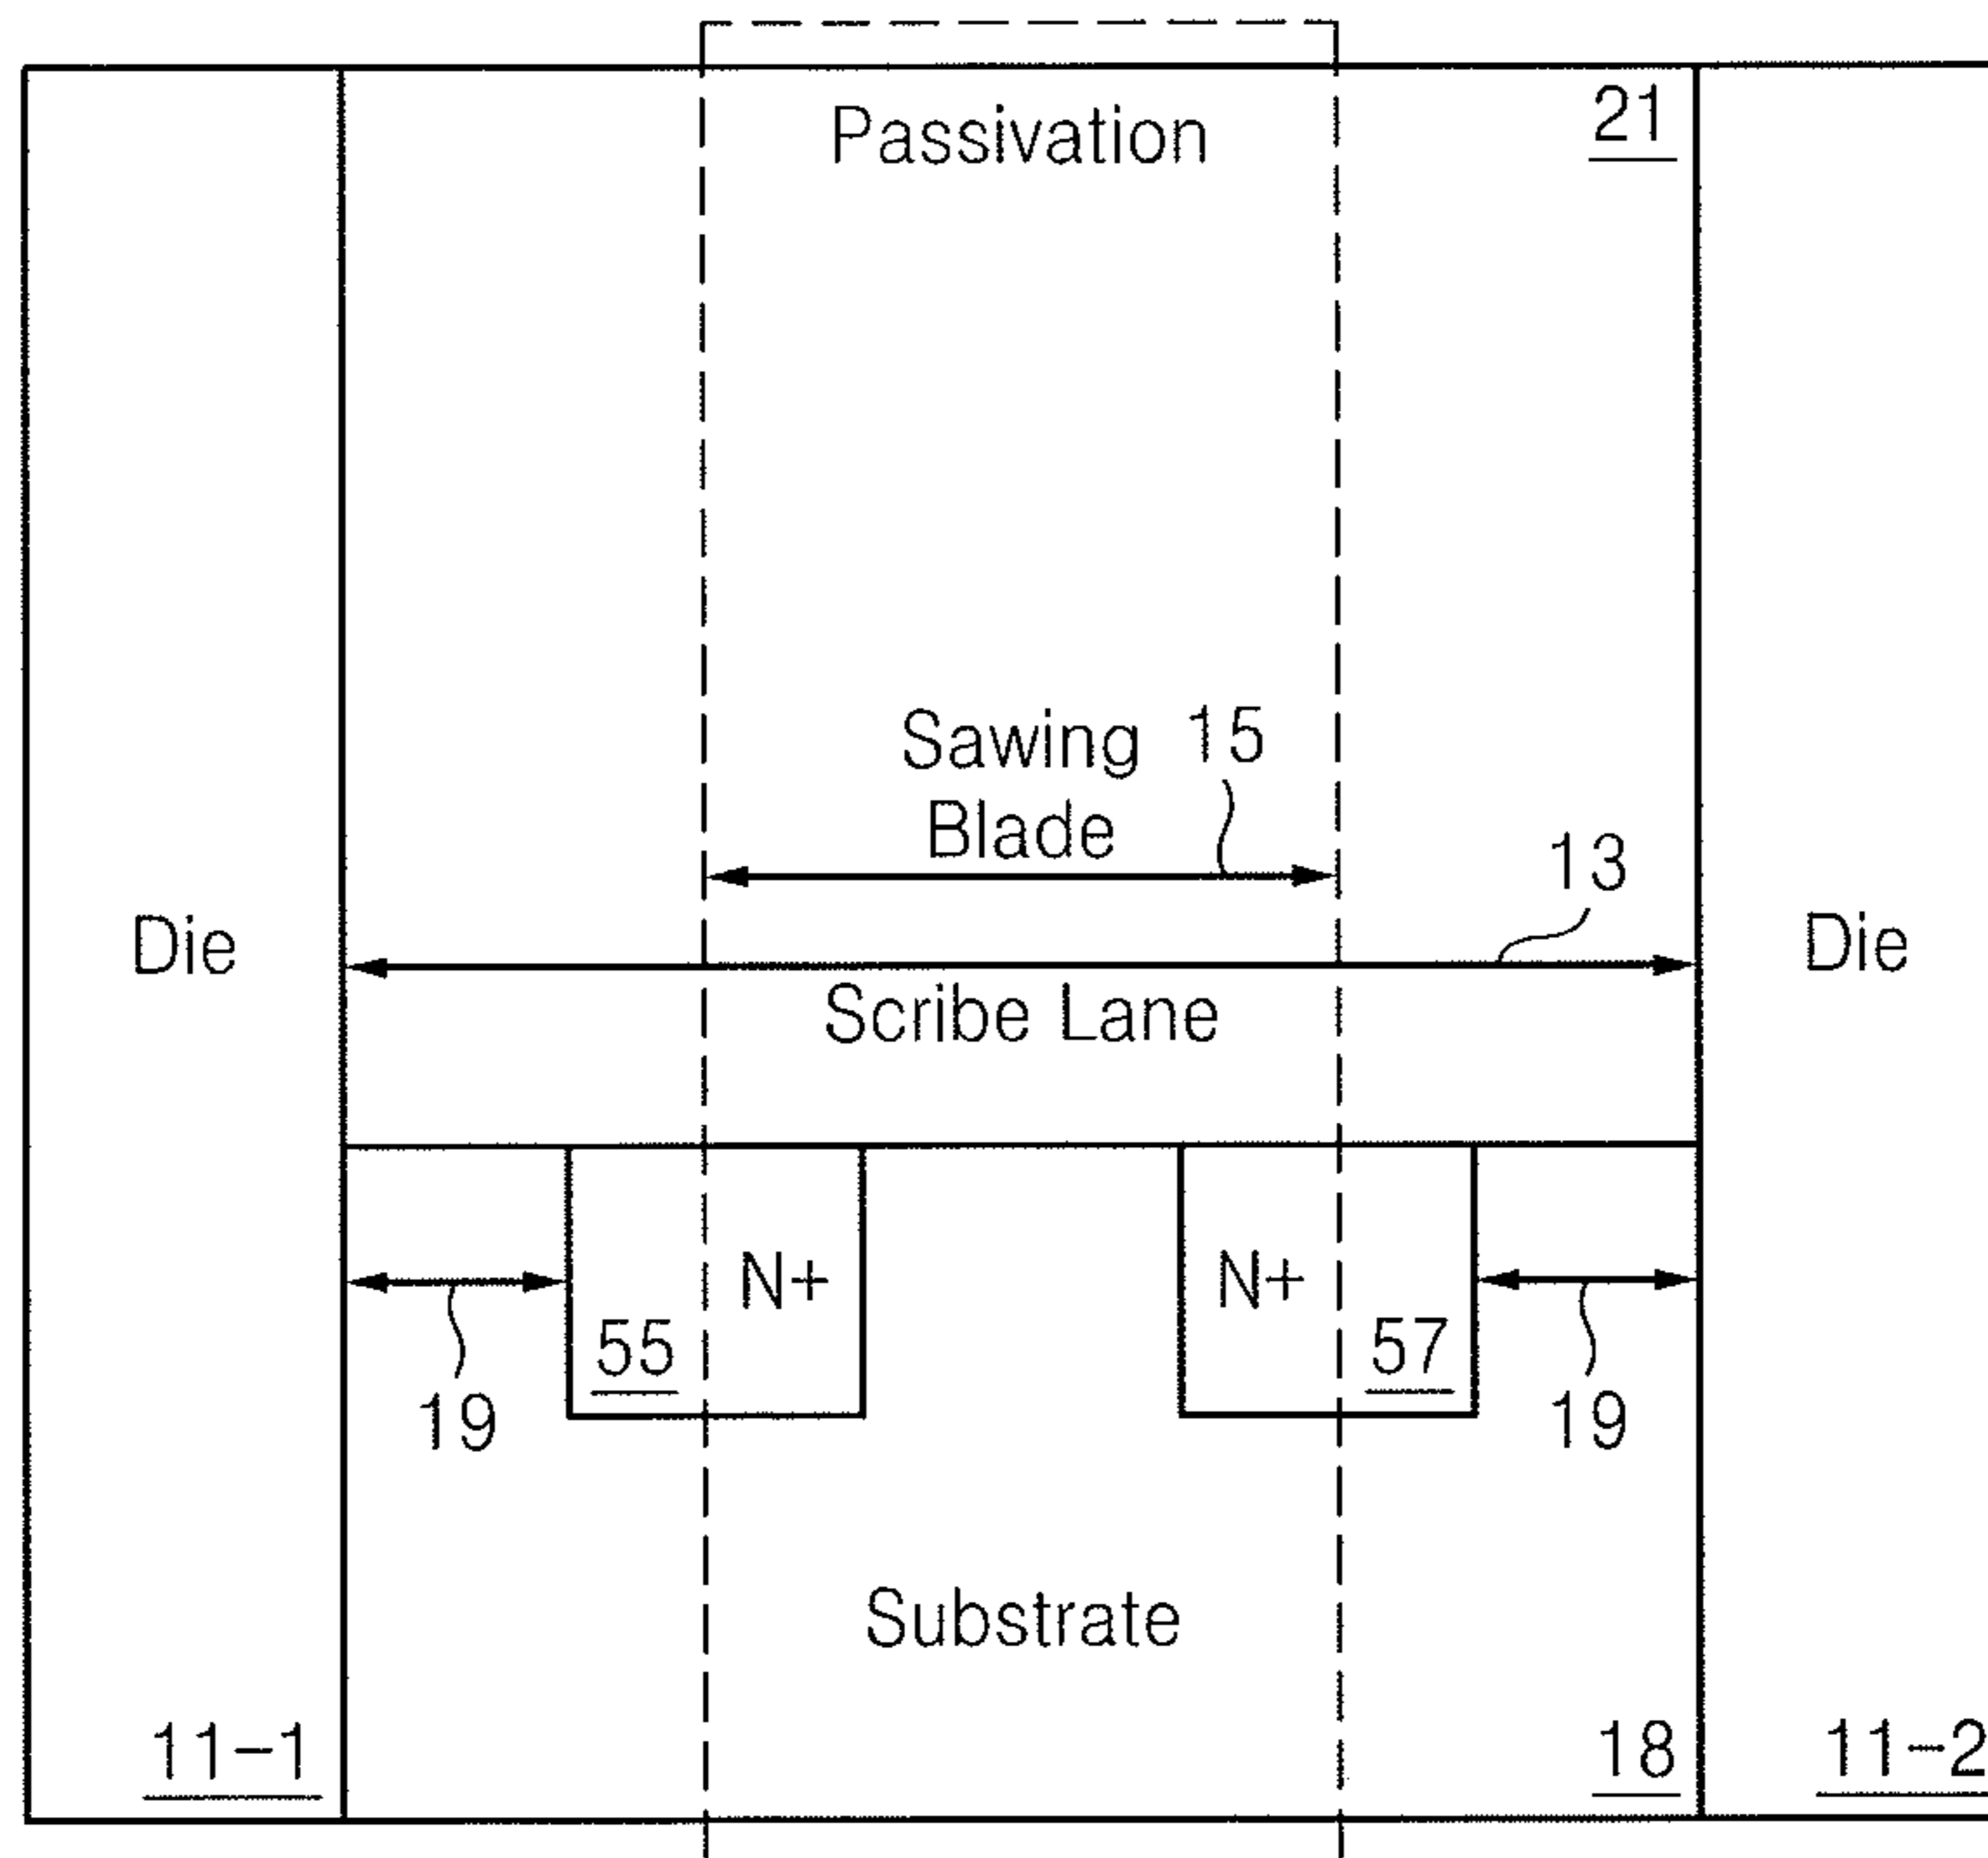 Passivation
21
Sawing 15
Blade
13
Die
Die
Scribe Lane
N+
N+
55
57
19
19
Substrate
11-1
18
11-2